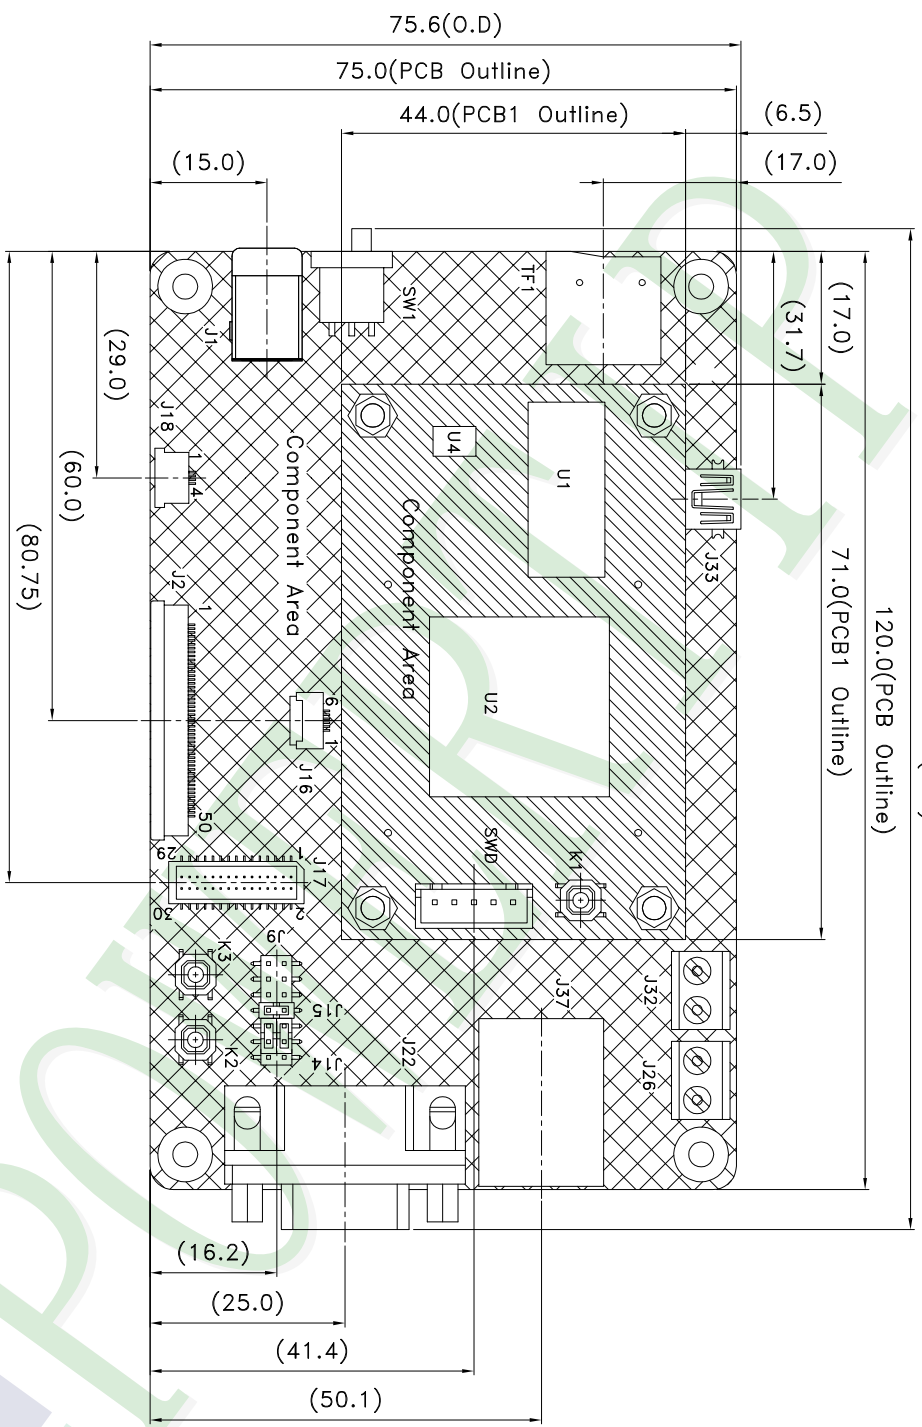 75.6(O.D)
75.0(PCB Outline)
44.0(PCB1 Outline)
(6.5)
(15.0)
(17.0)
TF1
SW1
J1
(17.0)
(31.7)
(29.0)
J18
1
4
U4
U1
Component Area
Component Area
(60.0)
(80.75)
J33
71.0(PCB1 Outline)
120.0(PCB Outline)
J2
1
50
U2
6
1
J16
SWD
K1
29
1
J17
30
2
J9
K3
J15
J37
J32
K2
J14
J22
J26
(16.2)
(25.0)
(41.4)
(50.1)
POWERTIP